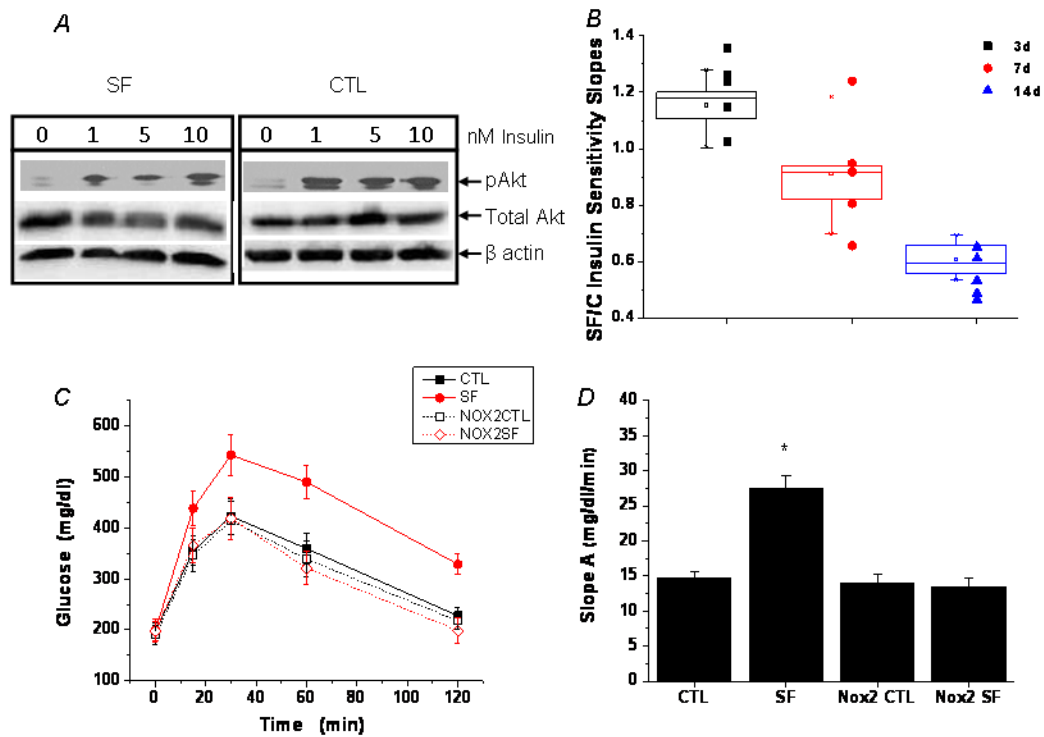 A
SF
CTL
0 1 5 10
0 1 5 10
nM Insulin
pAkt
Total Akt
β actin
B
SF/C Insulin Sensitivity Slopes
1.4
1.2
1.0
0.8
0.6
0.4
3d
7d
14d
C
CTL
SF
NOX2CTL
NOX2SF
Glucose (mg/dl)
600
500
400
300
200
100
0 20 40 60 80 100 120
Time (min)
D
Slope A (mg/dl/min)
40
35
30
25
20
15
10
5
0
*
CTL SF Nox2 CTL Nox2 SF